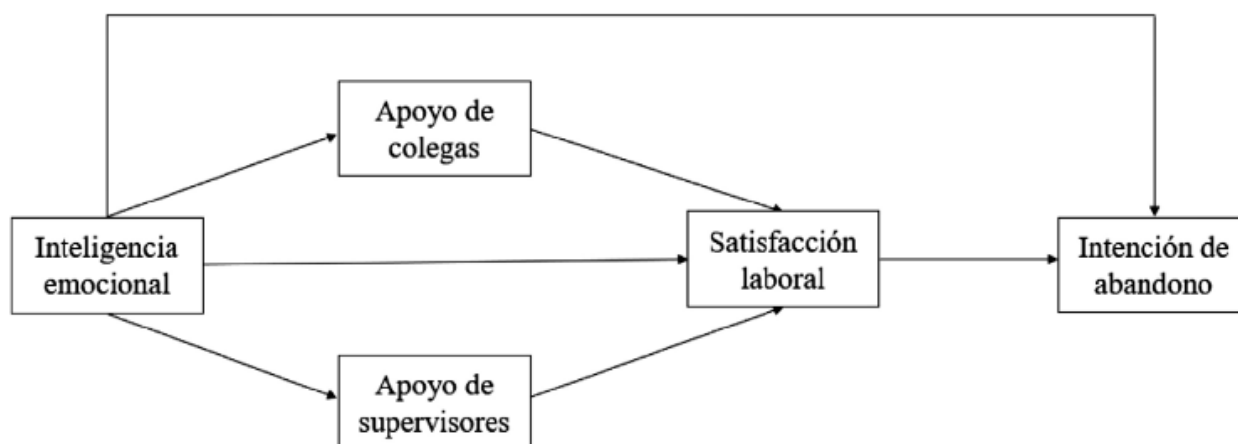 Apoyo de
colegas
Inteligencia
emocional
Satisfacción
laboral
Intención de
abandono
Apoyo de
supervisores